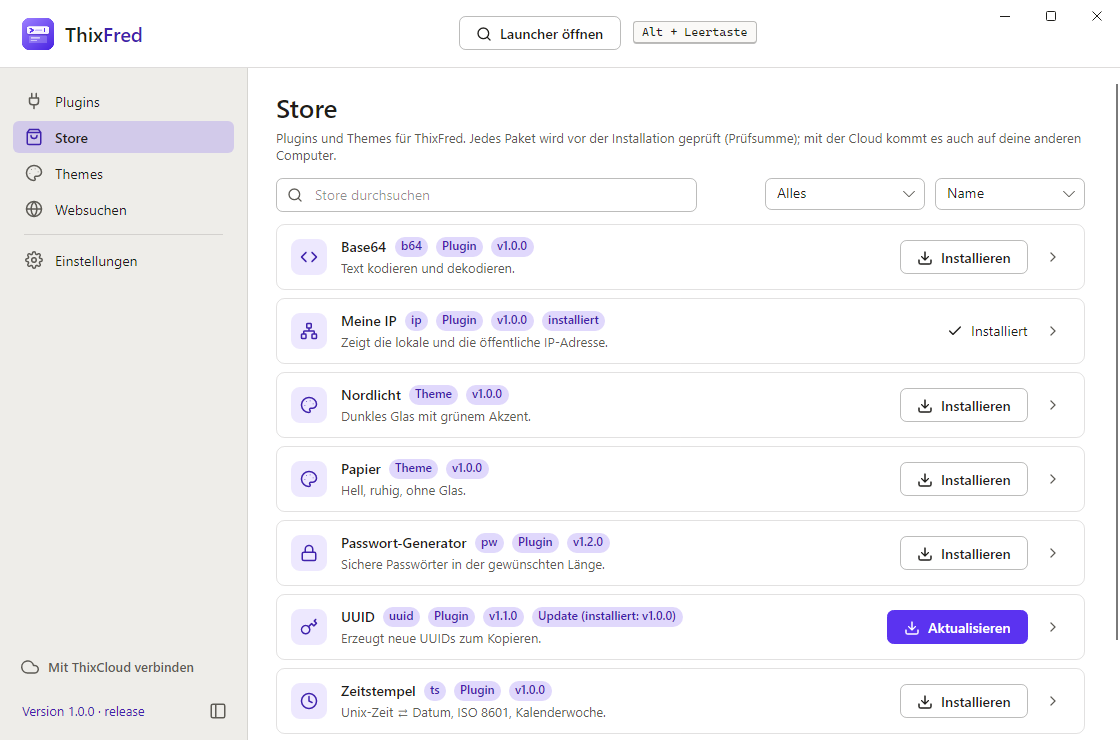 ThixFred
Launcher öffnen
Alt + Leertaste
Plugins
Store
Themes
Websuchen
Einstellungen
Mit ThixCloud verbinden
Version 1.0.0 · release
Store
Plugins und Themes für ThixFred. Jedes Paket wird vor der Installation geprüft (Prüfsumme); mit der Cloud kommt es auch auf deine anderen
Computer.
Store durchsuchen
Alles
Name
Base64 b64 Plugin v1.0.0
Text kodieren und dekodieren.
Installieren
Meine IP ip Plugin v1.0.0 installiert
Zeigt die lokale und die öffentliche IP-Adresse.
Installiert
Nordlicht Theme v1.0.0
Dunkles Glas mit grünem Akzent.
Installieren
Papier Theme v1.0.0
Hell, ruhig, ohne Glas.
Installieren
Passwort-Generator pw Plugin v1.2.0
Sichere Passwörter in der gewünschten Länge.
Installieren
UUID uuid Plugin v1.1.0 Update (installiert: v1.0.0)
Erzeugt neue UUIDs zum Kopieren.
Aktualisieren
Zeitstempel ts Plugin v1.0.0
Unix-Zeit ⇄ Datum, ISO 8601, Kalenderwoche.
Installieren